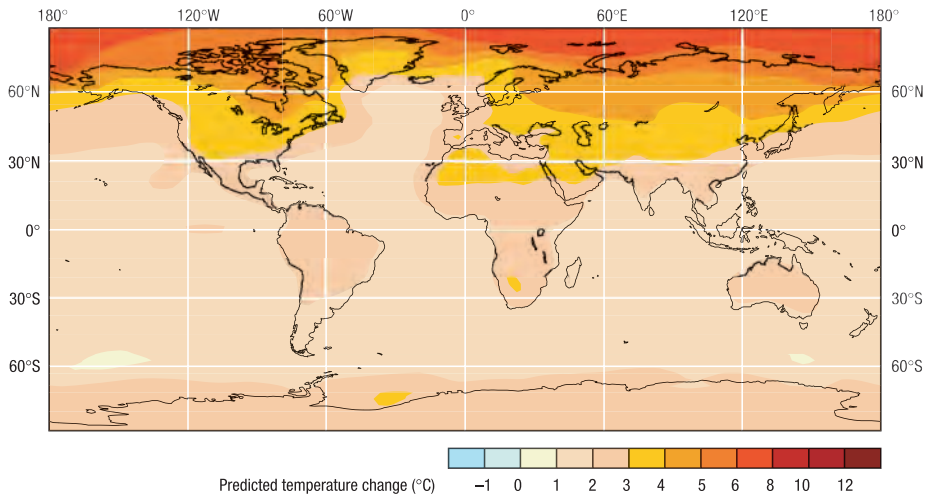 180° 120°W 60°W 0° 60°E 120°E 180°
60°N 60°N
30°N 30°N
0° 0°
30°S 30°S
60°S 60°S
Predicted temperature change (°C) –1 0 1 2 3 4 5 6 8 10 12